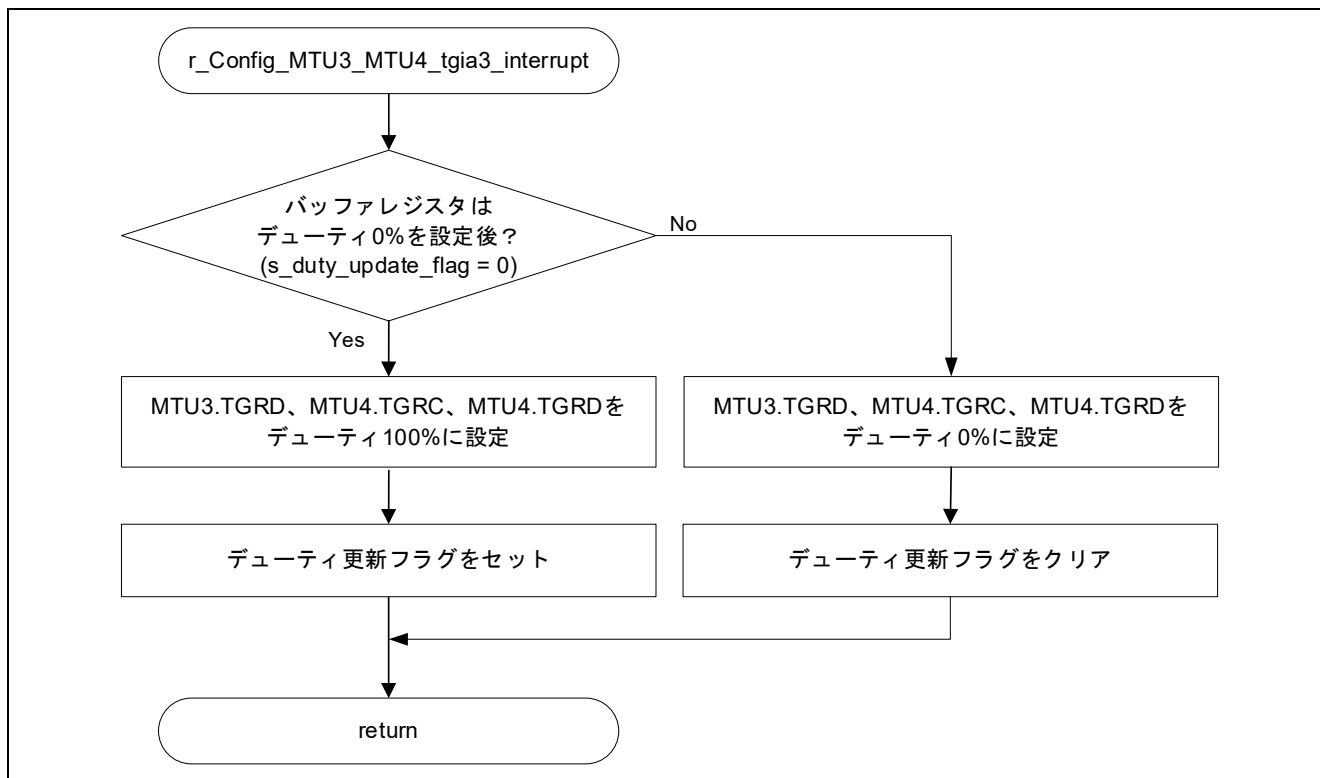 r_Config_MTU3_MTU4_tgia3_interrupt
バッファレジスタは
デューティ0%を設定後？
(s_duty_update_flag = 0)
No
Yes
MTU3.TGRD、MTU4.TGRC、MTU4.TGRDを
デューティ100%に設定
MTU3.TGRD、MTU4.TGRC、MTU4.TGRDを
デューティ0%に設定
デューティ更新フラグをセット
デューティ更新フラグをクリア
return